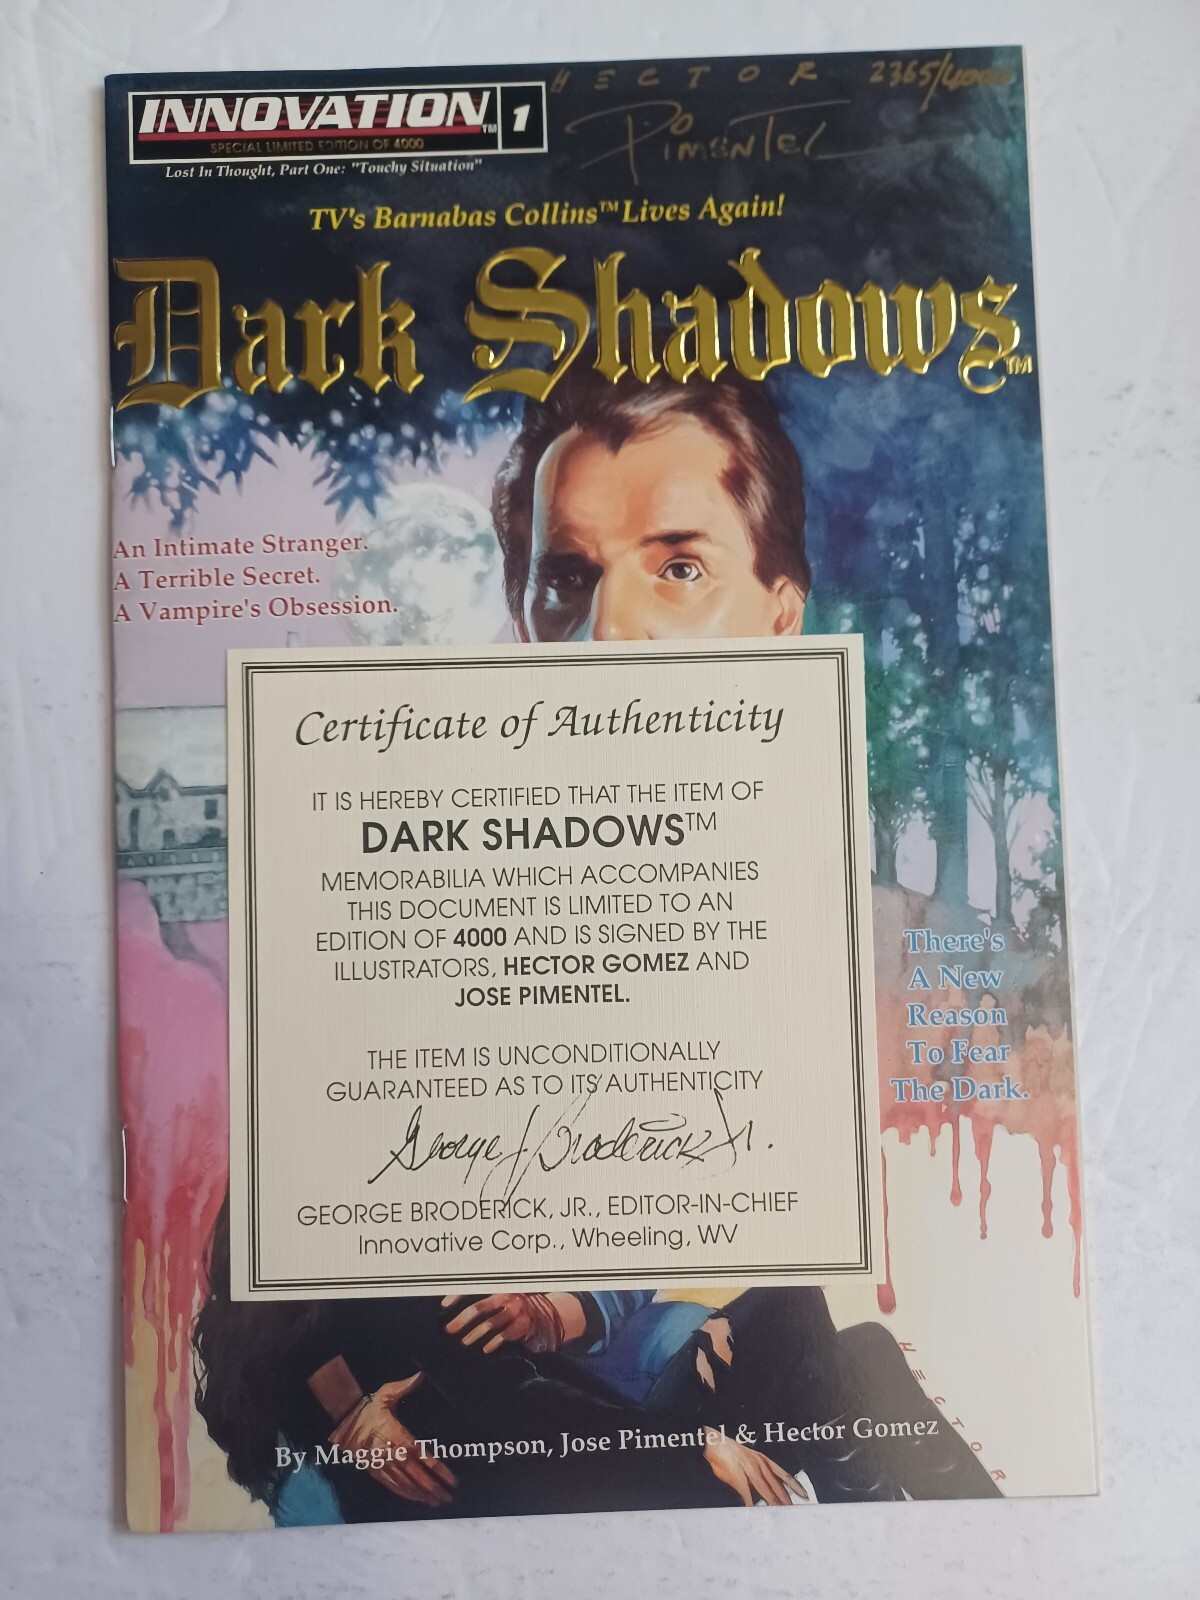 INNOVATION™ 1
SPECIAL LIMITED EDITION OF 4000
Lost In Thought, Part One: "Touchy Situation"
HECTOR 2365/4000
PIMENTEL
TV's Barnabas Collins™ Lives Again!
Dark Shadows™
An Intimate Stranger.
A Terrible Secret.
A Vampire's Obsession.
Certificate of Authenticity
IT IS HEREBY CERTIFIED THAT THE ITEM OF
DARK SHADOWS™
MEMORABILIA WHICH ACCOMPANIES
THIS DOCUMENT IS LIMITED TO AN
EDITION OF 4000 AND IS SIGNED BY THE
ILLUSTRATORS, HECTOR GOMEZ AND
JOSE PIMENTEL.
THE ITEM IS UNCONDITIONALLY
GUARANTEED AS TO ITS AUTHENTICITY
George J Broderick Jr.
GEORGE BRODERICK, JR., EDITOR-IN-CHIEF
Innovative Corp., Wheeling, WV
There's
A New
Reason
To Fear
The Dark.
HECTOR
By Maggie Thompson, Jose Pimentel & Hector Gomez